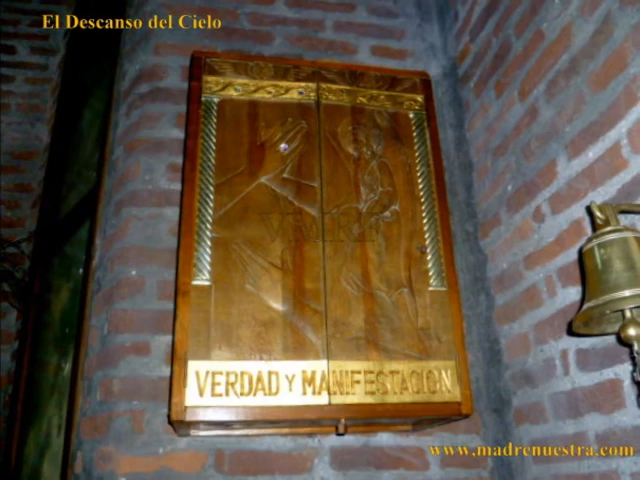 El Descanso del Cielo
VERDAD Y MANIFESTACION
www.madrenuestra.com